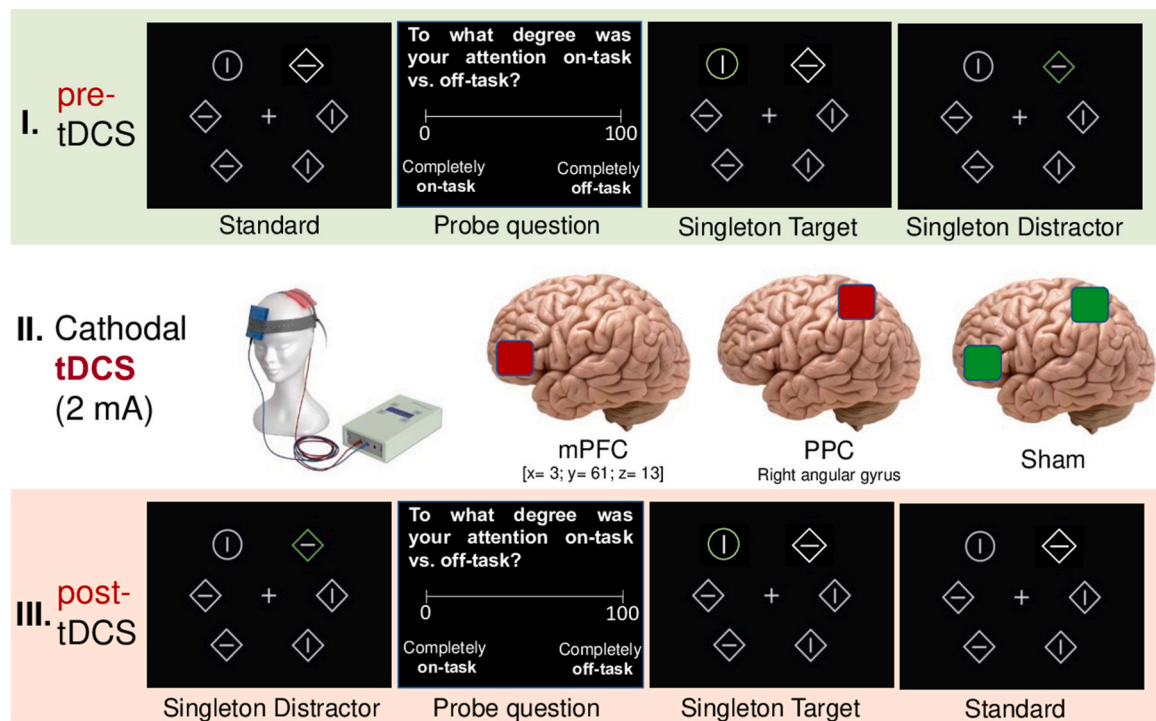 I. pre-
tDCS
To what degree was
your attention on-task
vs. off-task?
0 100
Completely
on-task
Completely
off-task
Standard
Probe question
Singleton Target
Singleton Distractor
II. Cathodal
tDCS
(2 mA)
mPFC
[x= 3; y= 61; z= 13]
PPC
Right angular gyrus
Sham
III. post-
tDCS
To what degree was
your attention on-task
vs. off-task?
0 100
Completely
on-task
Completely
off-task
Singleton Distractor
Probe question
Singleton Target
Standard